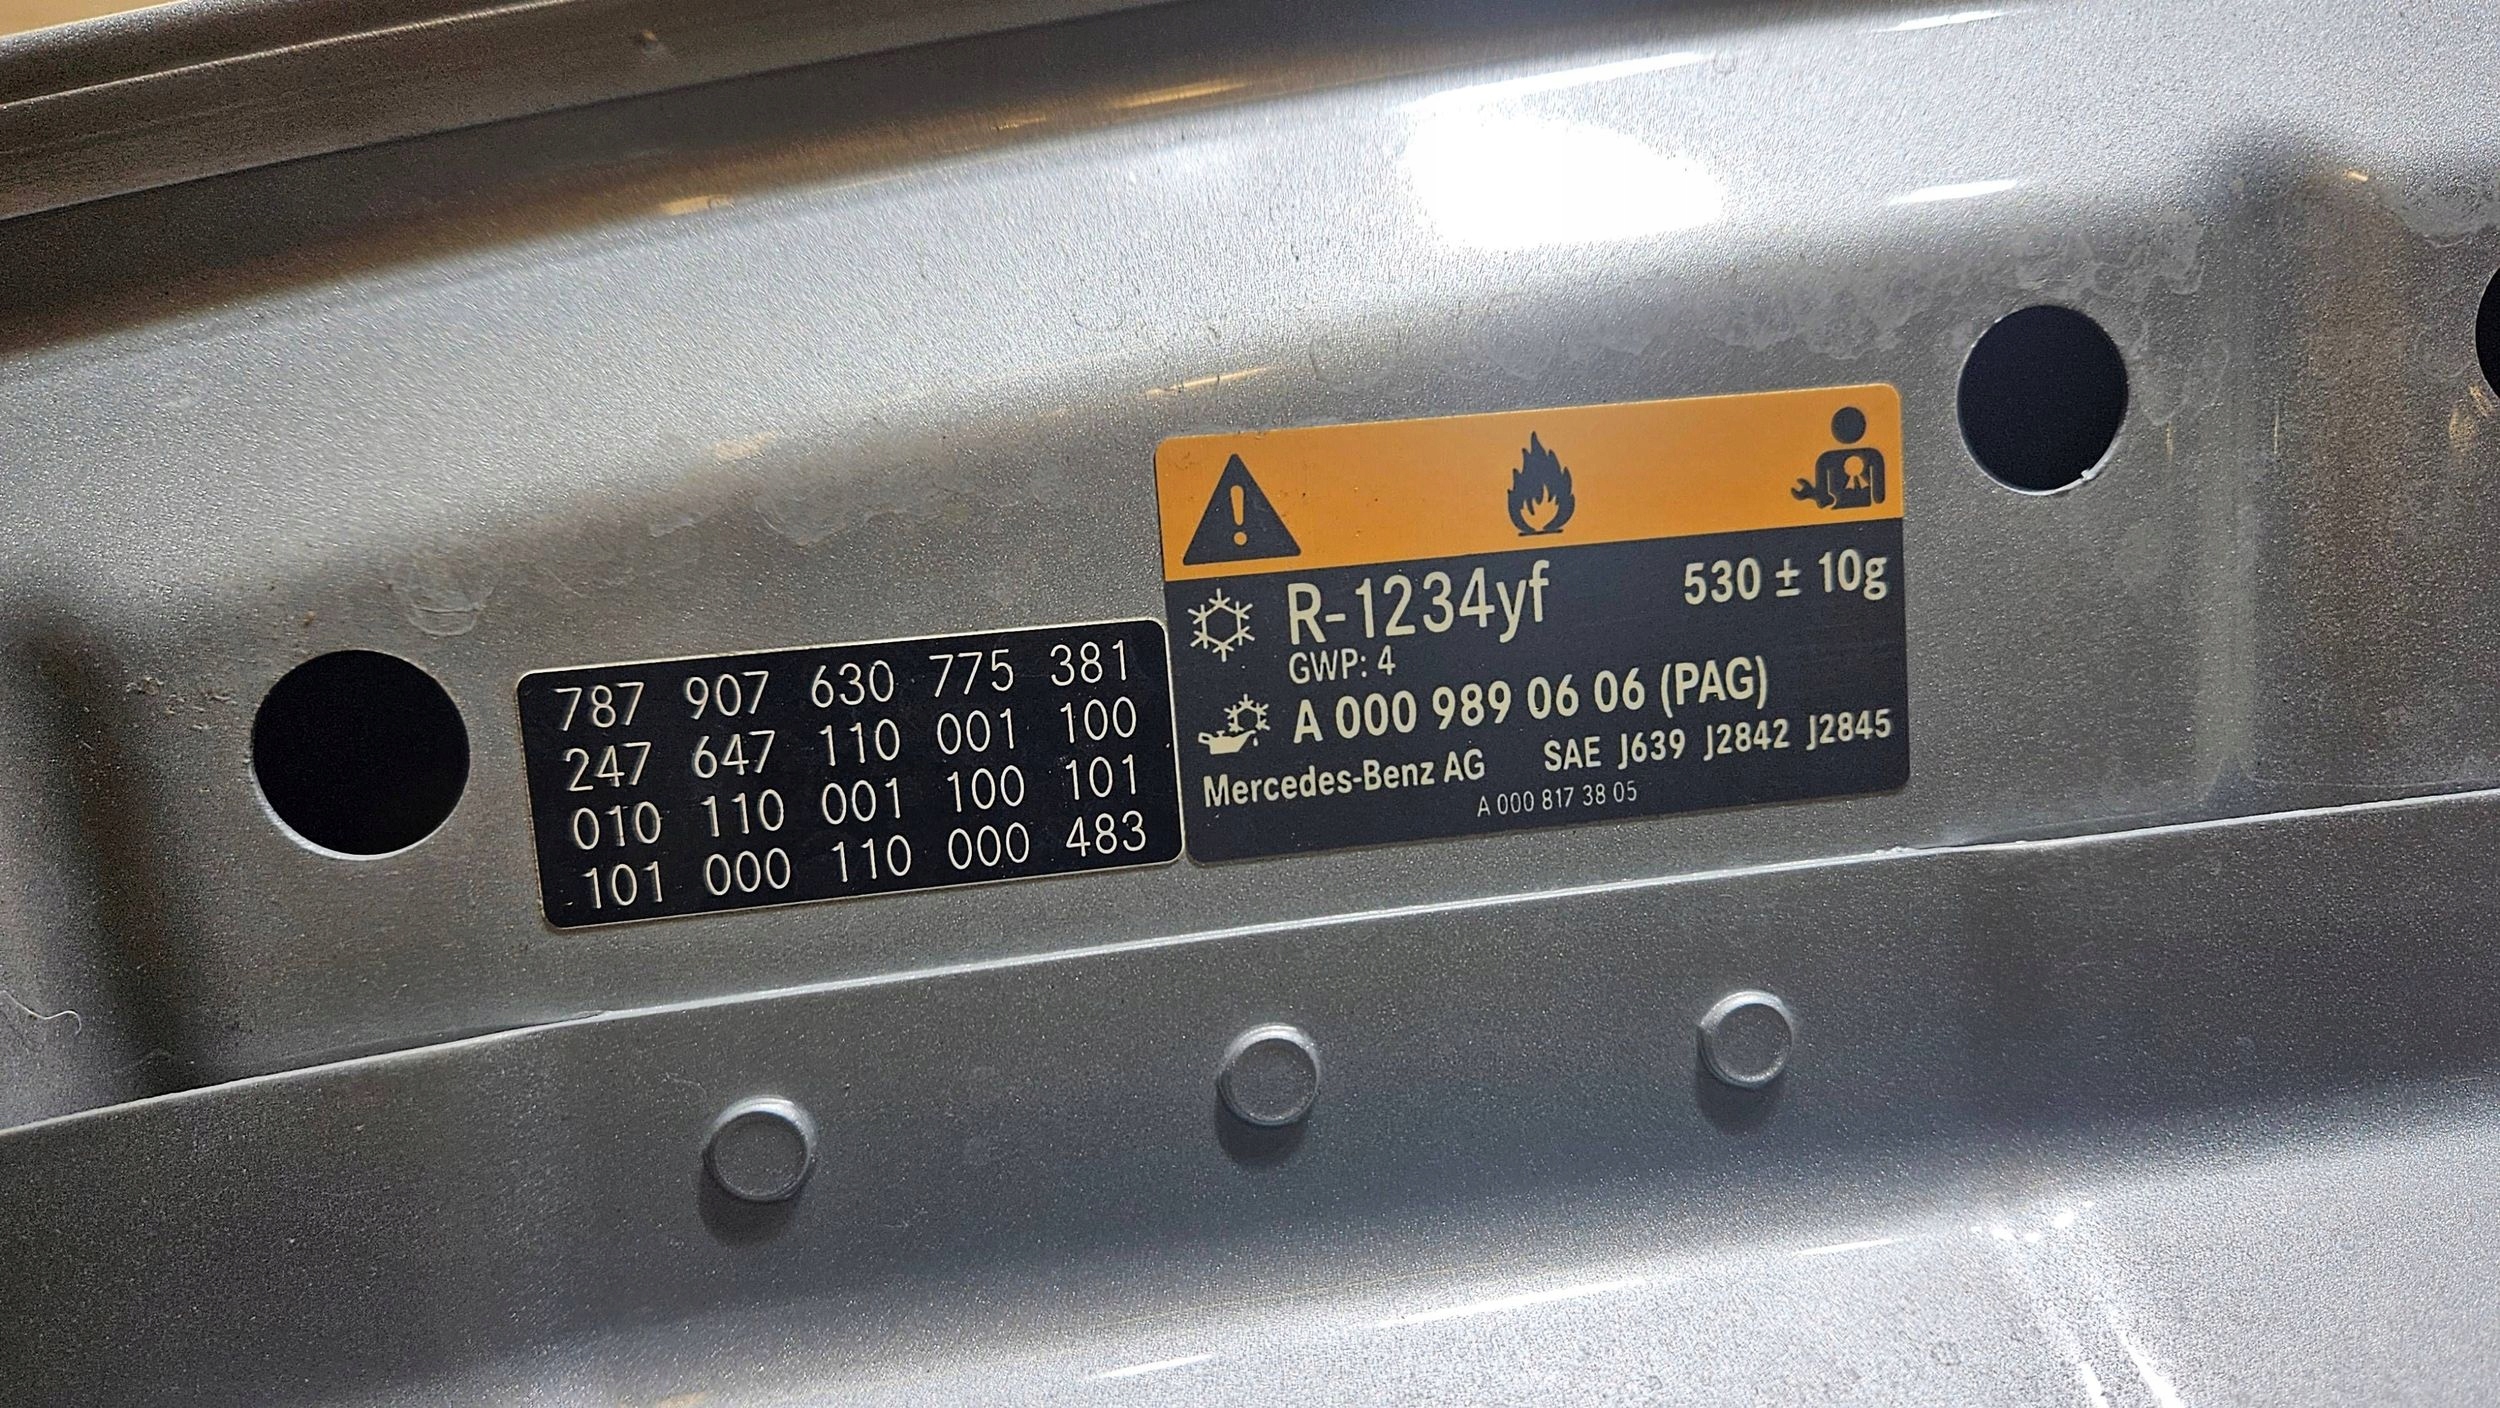 787 907 630 775 381
247 647 110 001 100
010 110 001 100 101
101 000 110 000 483
R-1234yf 530 ± 10g
GWP: 4
A 000 989 06 06 (PAG)
Mercedes-Benz AG SAE J639 J2842 J2845
A 000 817 38 05